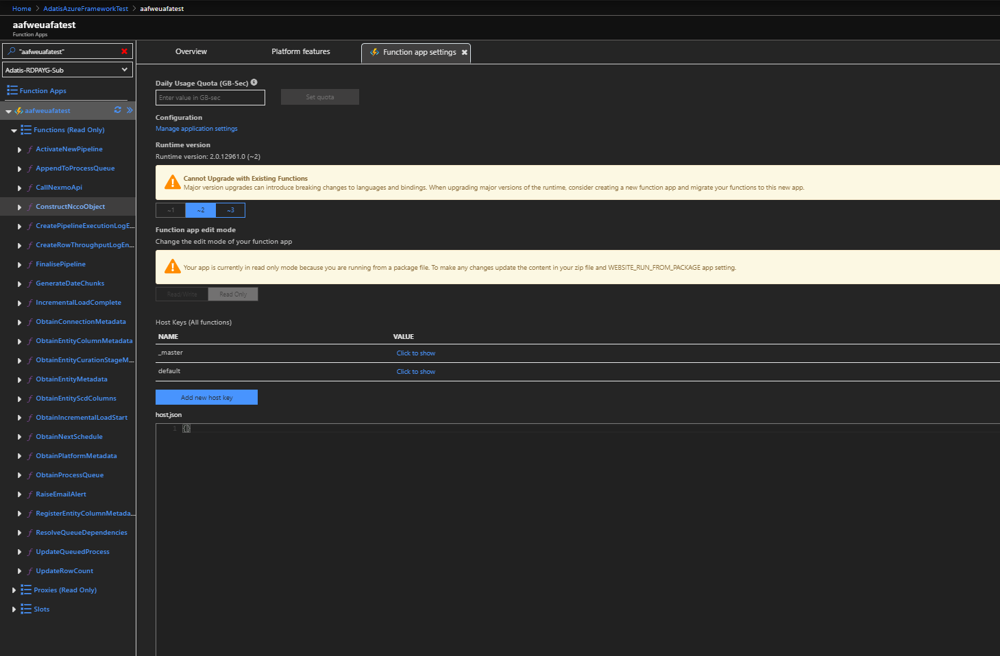 Home > AdatisAzureFrameworkTest > aafweuafatest
aafweuafatest
Function Apps
"aafweuafatest"
Adatis-RDPAYG-Sub
Function Apps
aafweuafatest
Functions (Read Only)
ActivateNewPipeline
AppendToProcessQueue
CallNexmoApi
ConstructNccoObject
CreatePipelineExecutionLogE...
CreateRowThroughputLogEn...
FinalisePipeline
GenerateDateChunks
IncrementalLoadComplete
ObtainConnectionMetadata
ObtainEntityColumnMetadata
ObtainEntityCurationStageM...
ObtainEntityMetadata
ObtainEntityScdColumns
ObtainIncrementalLoadStart
ObtainNextSchedule
ObtainPlatformMetadata
ObtainProcessQueue
RaiseEmailAlert
RegisterEntityColumnMetada...
ResolveQueueDependencies
UpdateQueuedProcess
UpdateRowCount
Proxies (Read Only)
Slots
Overview
Platform features
Function app settings
Daily Usage Quota (GB-Sec)
Enter value in GB-sec
Set quota
Configuration
Manage application settings
Runtime version
Runtime version: 2.0.12961.0 (~2)
Cannot Upgrade with Existing Functions
Major version upgrades can introduce breaking changes to languages and bindings. When upgrading major versions of the runtime, consider creating a new function app and migrate your functions to this new app.
~1 ~2 ~3
Function app edit mode
Change the edit mode of your function app
Your app is currently in read only mode because you are running from a package file. To make any changes update the content in your zip file and WEBSITE_RUN_FROM_PACKAGE app setting.
Read/Write Read Only
Host Keys (All functions)
NAME VALUE
_master Click to show
default Click to show
Add new host key
host.json
1 {}